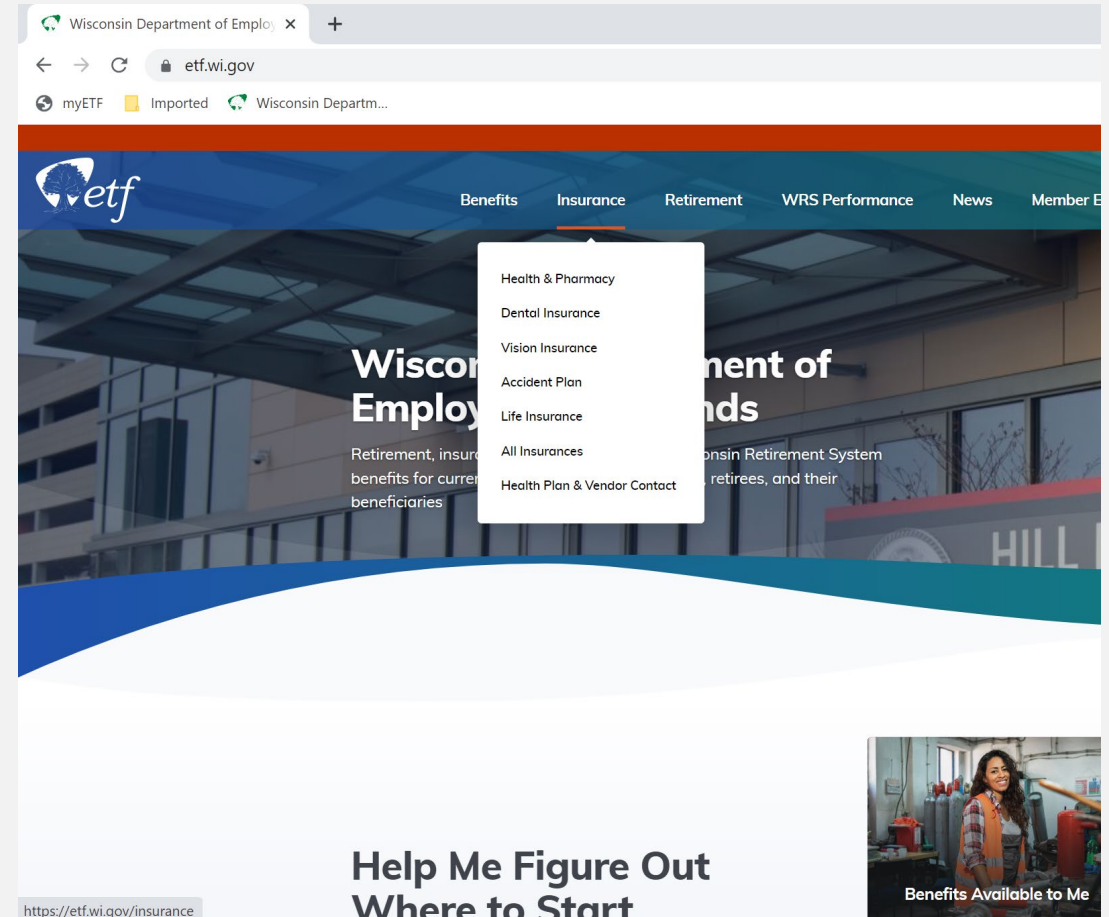 Wisconsin Department of Employ
etf.wi.gov
myETF Imported Wisconsin Departm...
etf
Benefits Insurance Retirement WRS Performance News Member E
Health & Pharmacy
Dental Insurance
Vision Insurance
Accident Plan
Life Insurance
All Insurances
Health Plan & Vendor Contact
Wiscon ment of
Employ nds
Retirement, insur onsin Retirement System
benefits for curre , retirees, and their
beneficiaries
HILL
Help Me Figure Out
Where to Start
Benefits Available to Me
https://etf.wi.gov/insurance